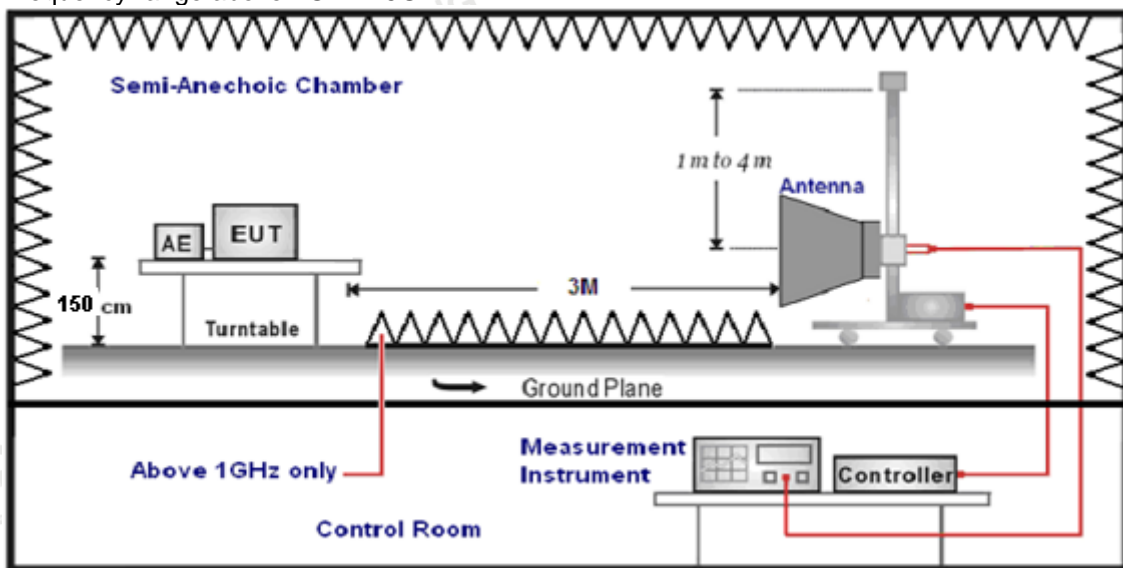 Semi-Anechoic Chamber
1 m to 4 m
Antenna
AE
EUT
150 cm
3M
Turntable
Ground Plane
Above 1GHz only
Measurement
Instrument
Controller
Control Room